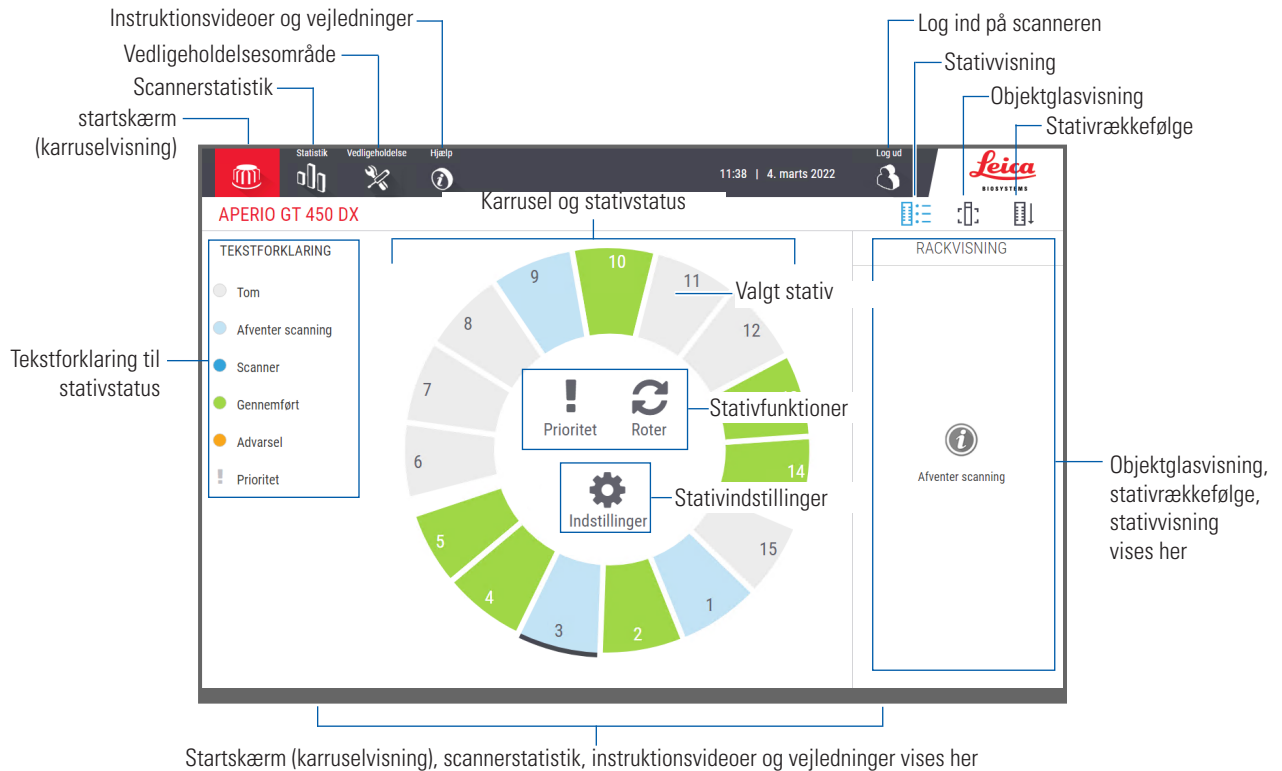 Instruktionsvideoer og vejledninger
Log ind på scanneren
Vedligeholdelsesområde
Stativvisning
Scannerstatistik
Objektglasvisning
startskærm
(karruselvisning)
Stativrækkefølge
Statistik
Vedligeholdelse
Hjælp
11:38 | 4. marts 2022
Log ud
Leica
BIOSYSTEMS
APERIO GT 450 DX
Karrusel og stativstatus
TEKSTFORKLARING
RACKVISNING
Tom
Afventer scanning
Scanner
Gennemført
Advarsel
Prioritet
Tekstforklaring til
stativstatus
9
10
11
Valgt stativ
8
12
7
6
14
5
15
4
3
2
1
Prioritet
Roter
Stativfunktioner
Indstillinger
Stativindstillinger
Afventer scanning
Objektglasvisning,
stativrækkefølge,
stativvisning
vises her
Startskærm (karruselvisning), scannerstatistik, instruktionsvideoer og vejledninger vises her